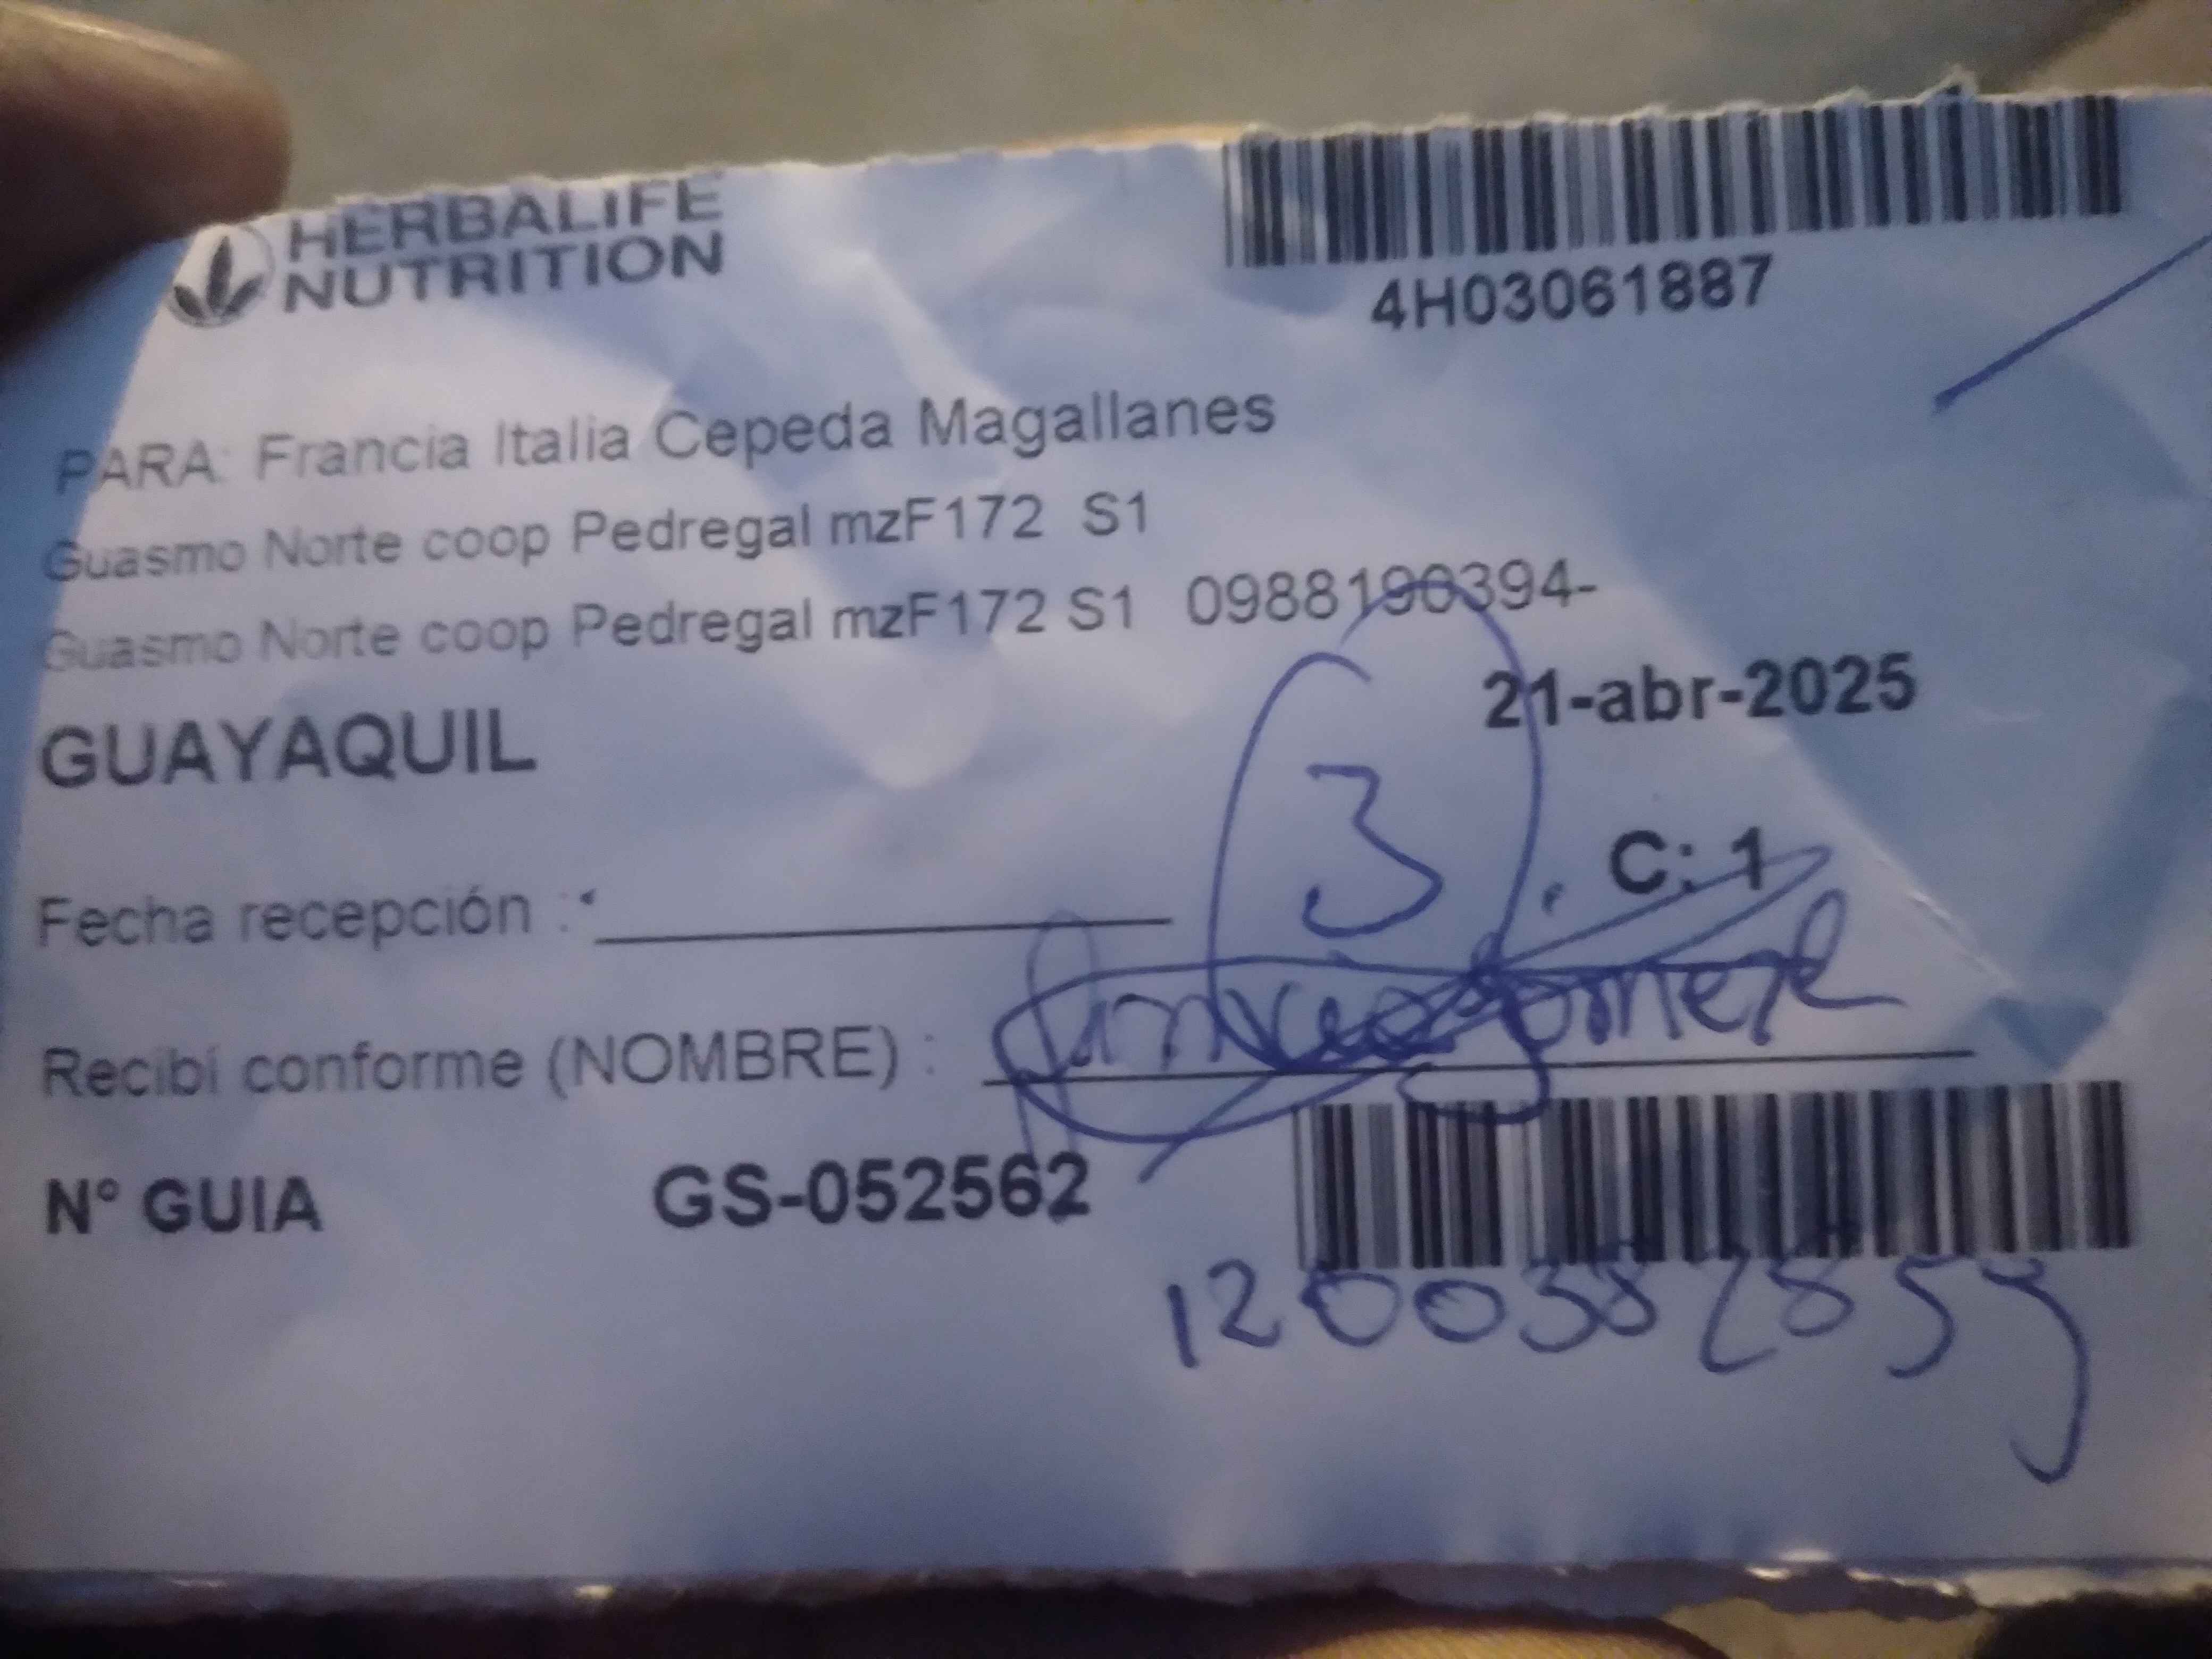 HERBALIFE
NUTRITION
4H03061887
PARA: Francia Italia Cepeda Magallanes
Guasmo Norte coop Pedregal mzF172 S1
Guasmo Norte coop Pedregal mzF172 S1 0988190394-
21-abr-2025
GUAYAQUIL
3
C: 1
Fecha recepción :
Recibí conforme (NOMBRE) :
N° GUIA GS-052562
1200382859